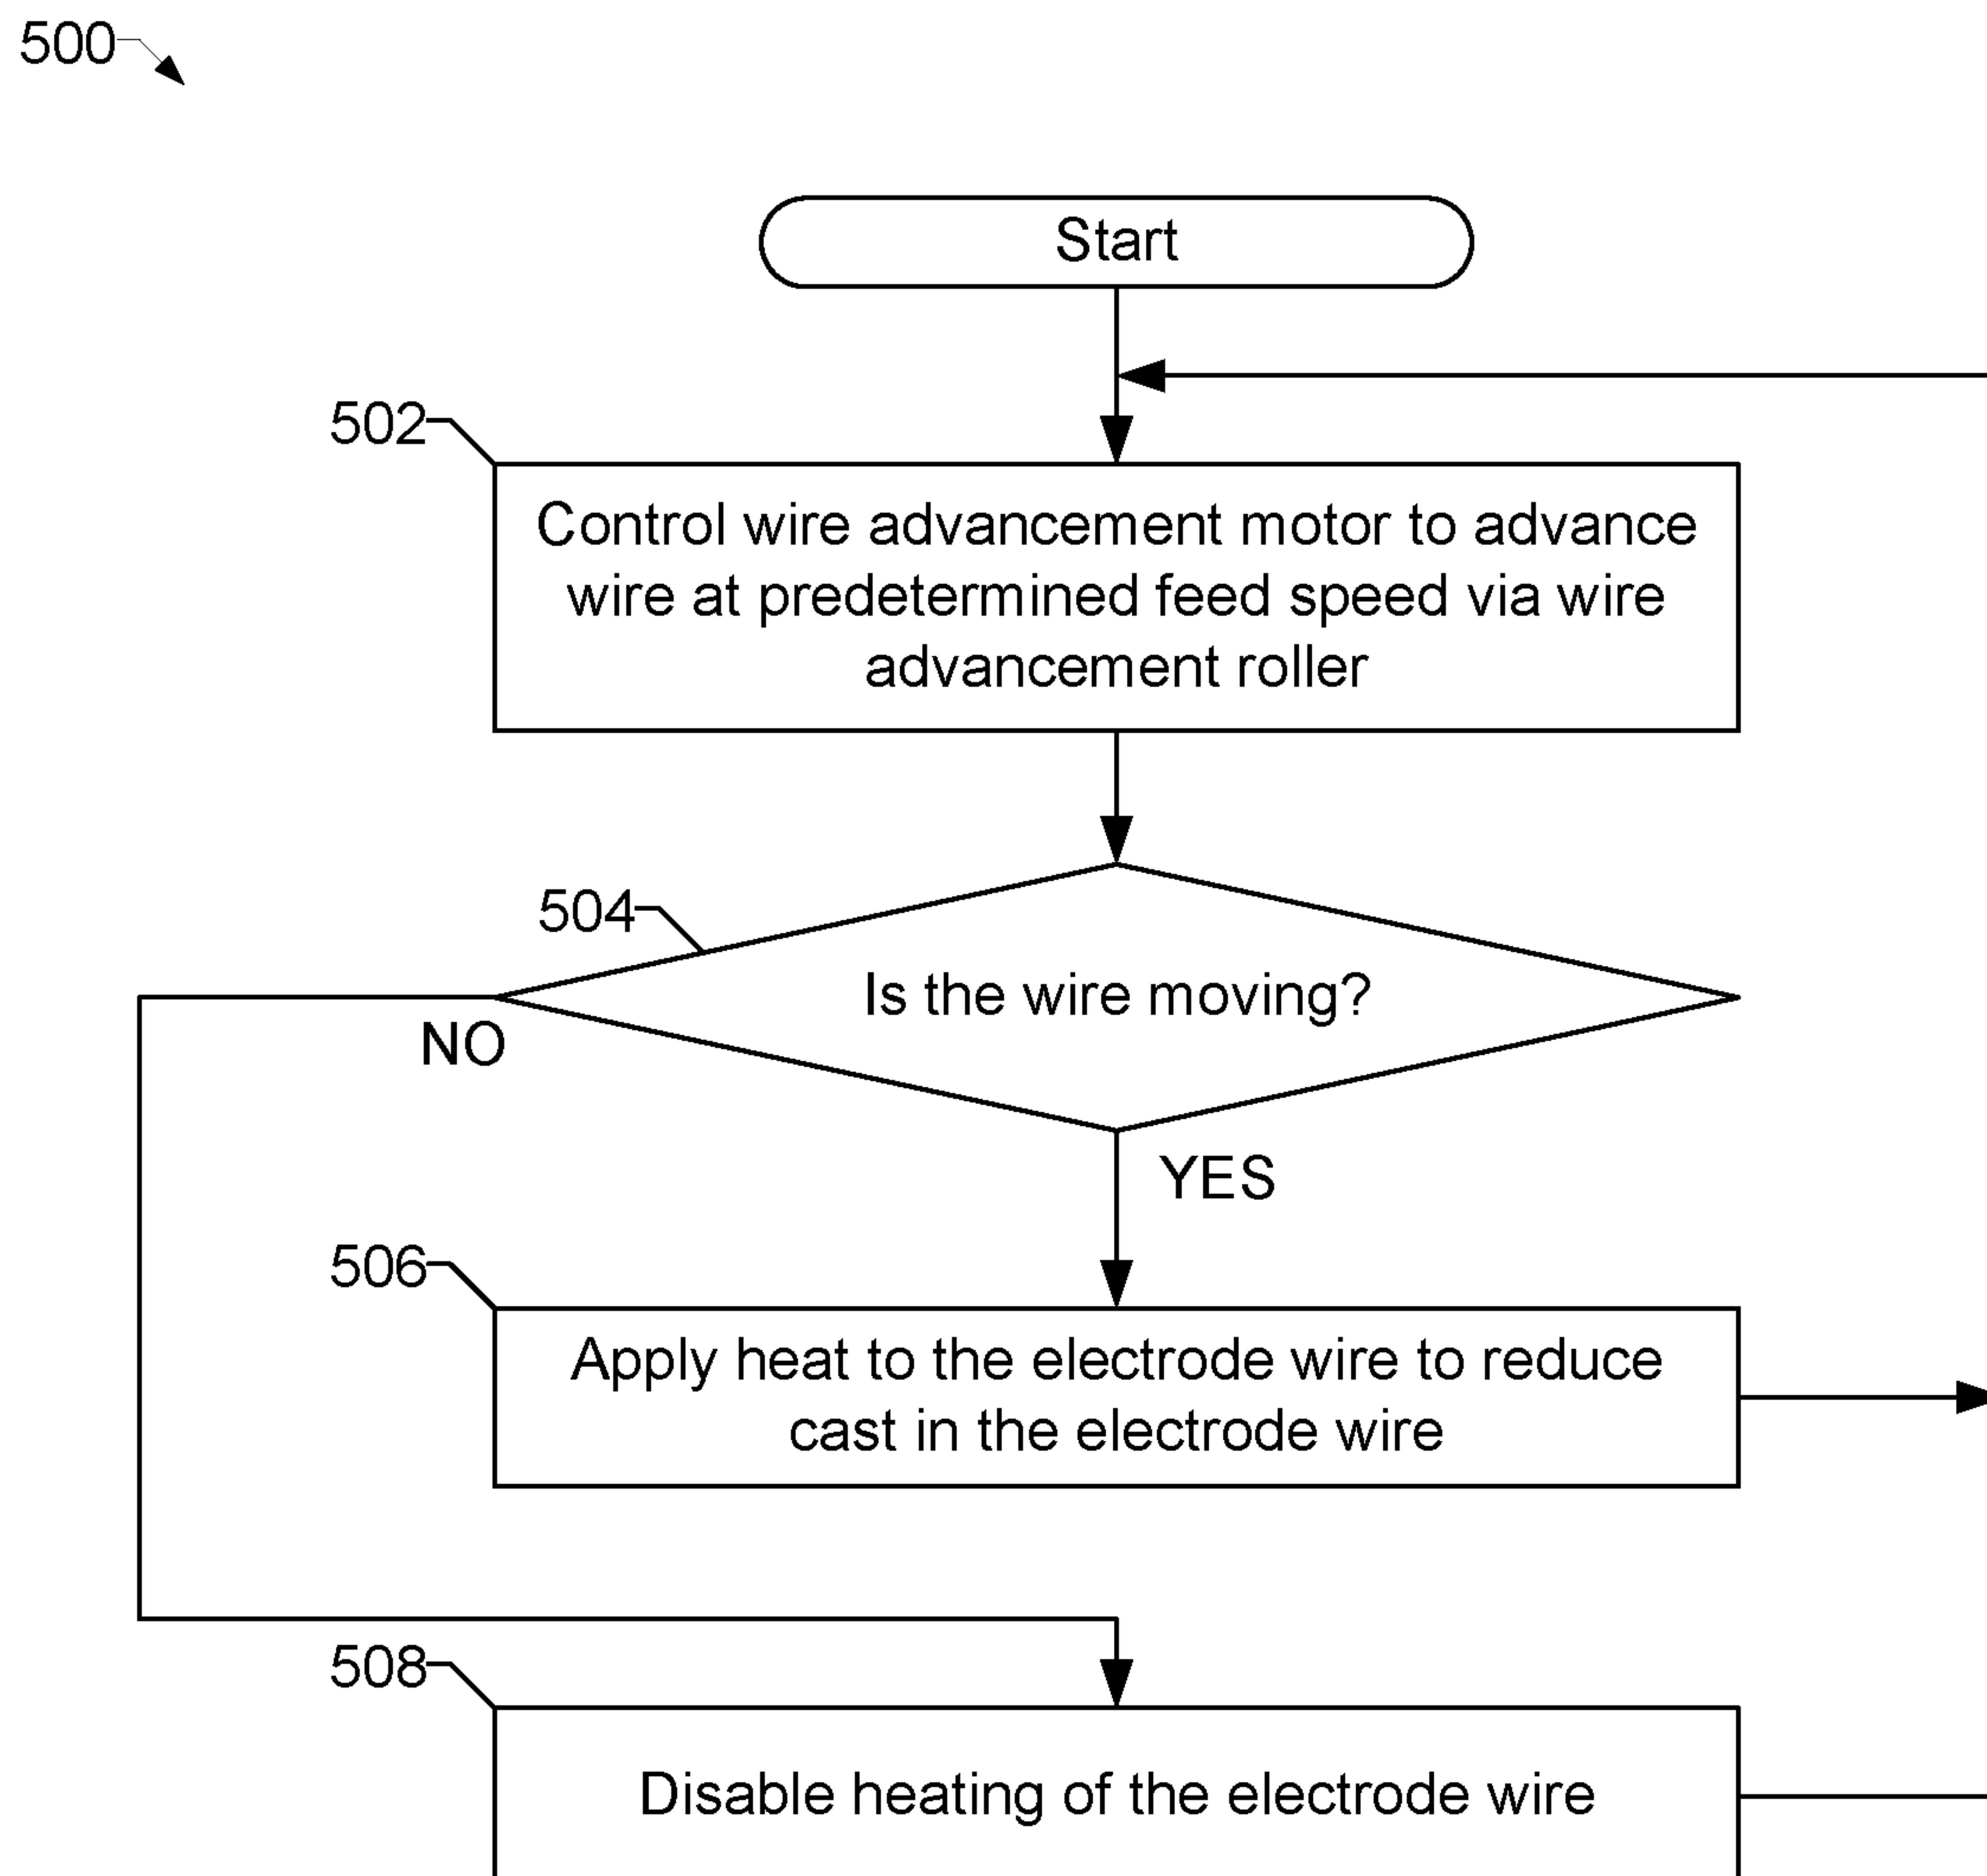 500
Start
502
Control wire advancement motor to advance
wire at predetermined feed speed via wire
advancement roller
504
Is the wire moving?
NO
YES
506
Apply heat to the electrode wire to reduce
cast in the electrode wire
508
Disable heating of the electrode wire